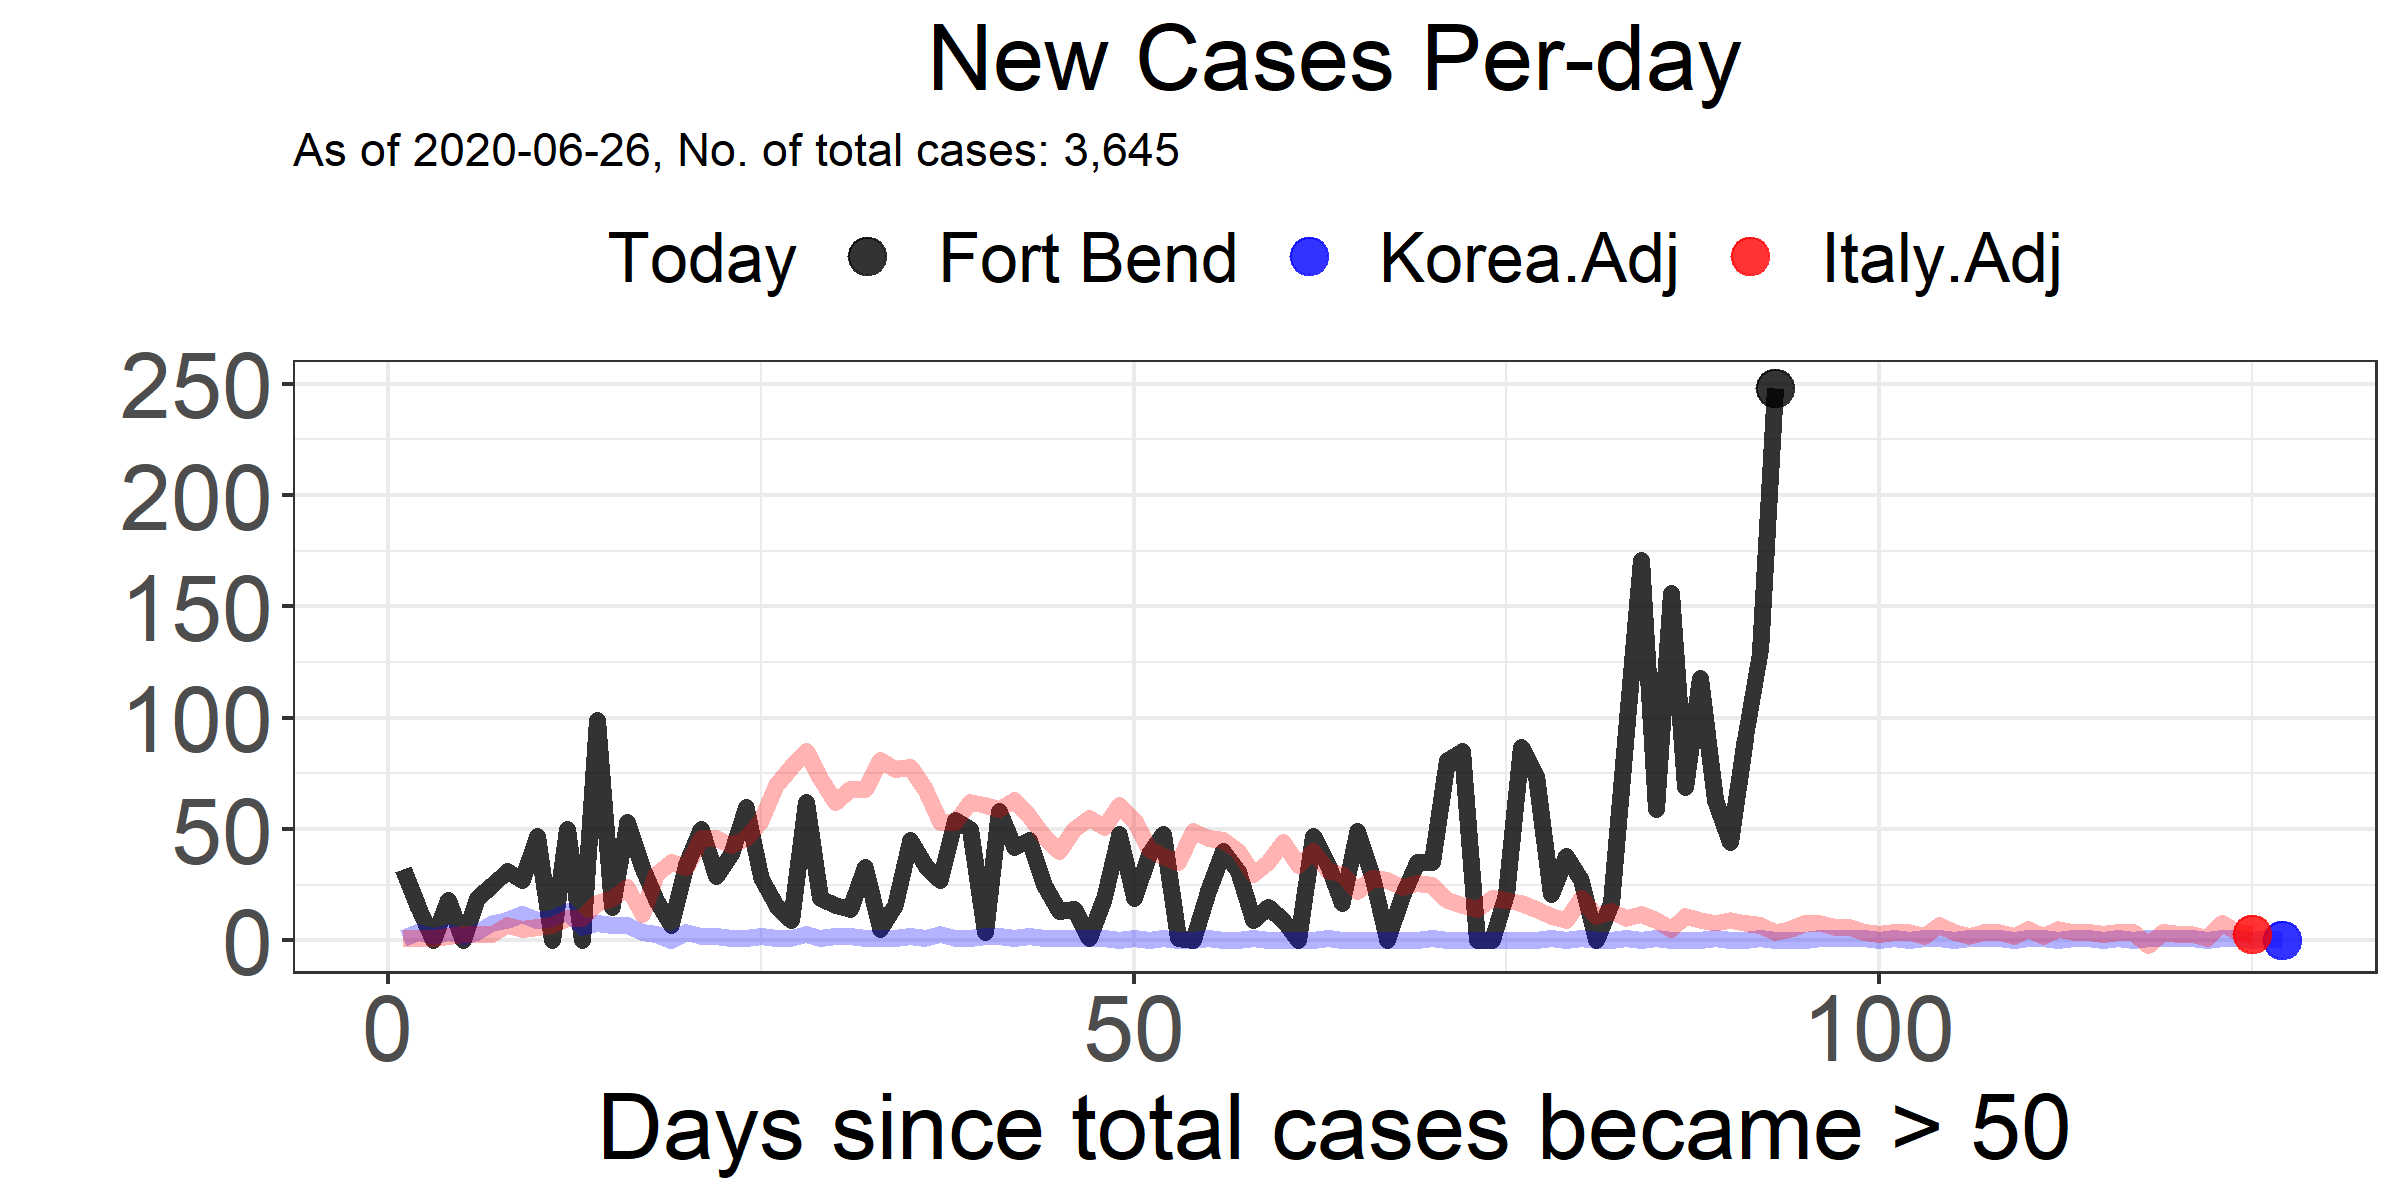 New Cases Per-day
As of 2020-06-26, No. of total cases: 3,645
Today Fort Bend Korea.Adj Italy.Adj
250
200
150
100
50
0
0 50 100
Days since total cases became > 50